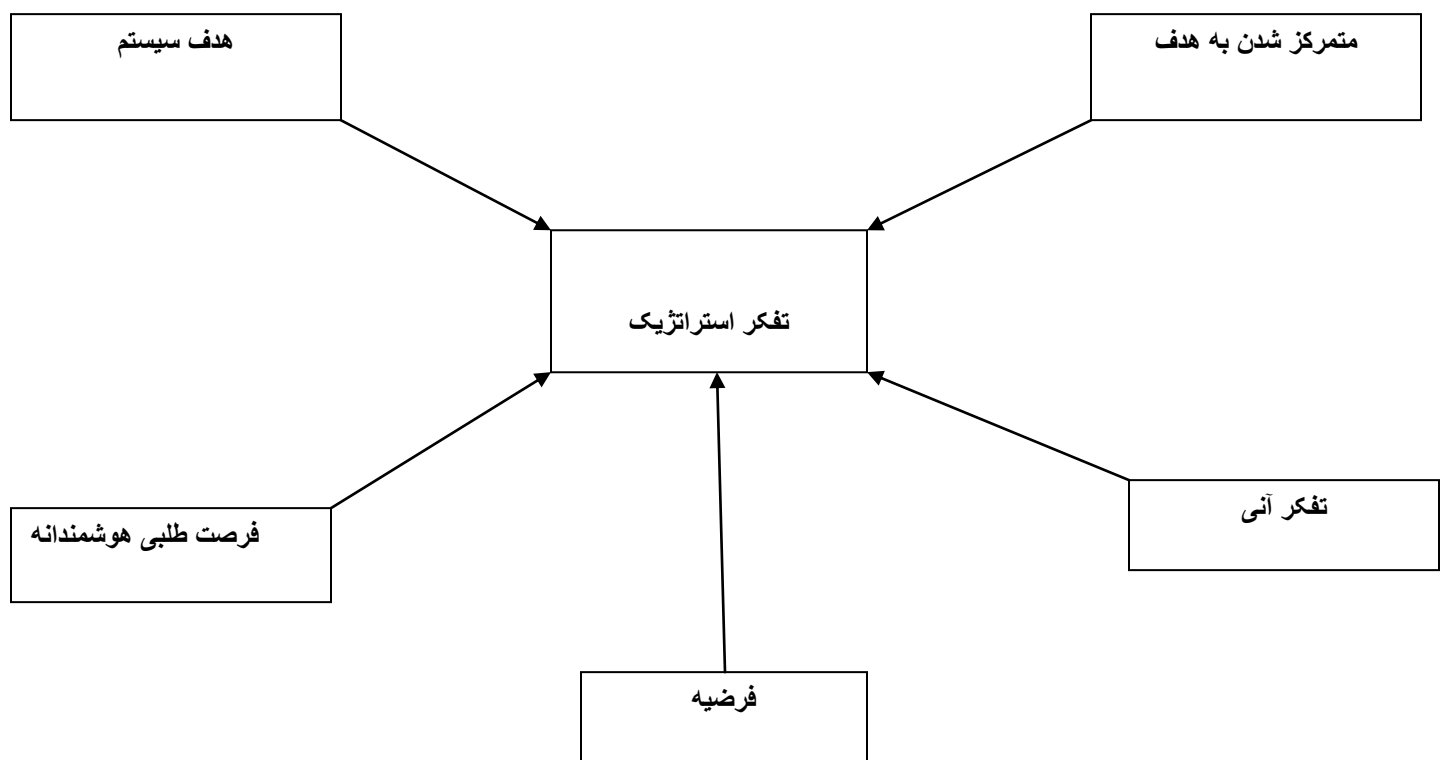 متمرکز شدن به هدف
هدف سیستم
تفکر استراتژیک
تفکر آنی
فرصت طلبی هوشمندانه
فرضیه